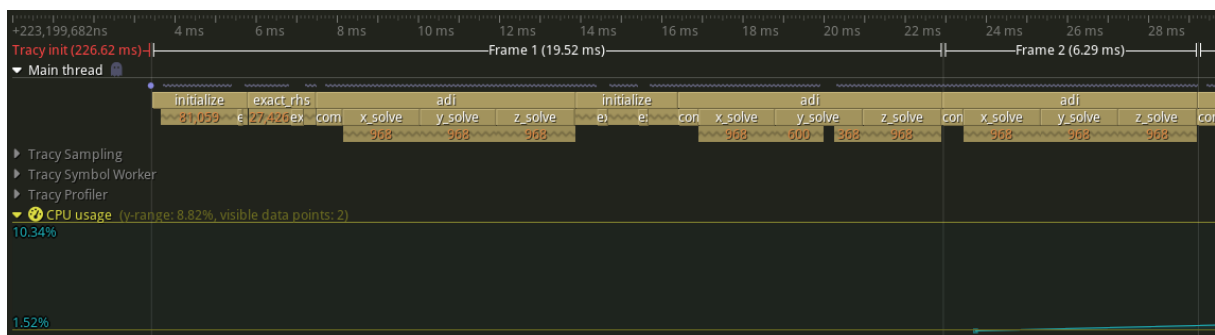 +223,199,682ns 4 ms 6 ms 8 ms 10 ms 12 ms 14 ms 16 ms 18 ms 20 ms 22 ms 24 ms 26 ms 28 ms
Tracy init (226.62 ms) Frame 1 (19.52 ms) Frame 2 (6.29 ms)
Main thread
initialize exact_rhs adi initialize adi adi
81,059 e 27,426 ex com x_solve y_solve z_solve e e con x_solve y_solve z_solve con x_solve y_solve z_solve co
968 968 968 968 600 368 968 968 968 968
Tracy Sampling
Tracy Symbol Worker
Tracy Profiler
CPU usage (y-range: 8.82%, visible data points: 2)
10.34%
1.52%